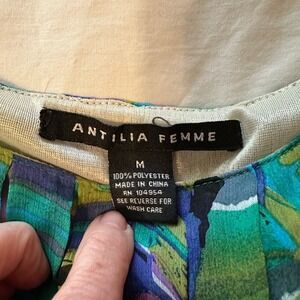 ANTILIA FEMME
M
100% POLYESTER
MADE IN CHINA
RN 104954
SEE REVERSE FOR
WASH CARE